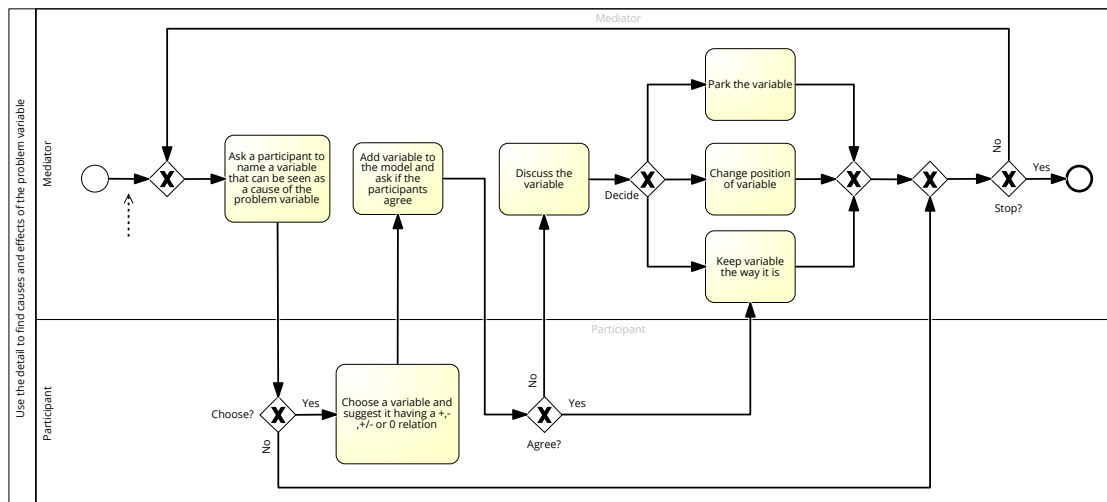 Use the detail to find causes and effects of the problem variable
Mediator
Mediator
Ask a participant to
name a variable
that can be seen as
a cause of the
problem variable
Add variable to
the model and
ask if the
participants
agree
Discuss the
variable
Decide
Park the variable
Change position
of variable
Keep variable
the way it is
No
Yes
Stop?
Participant
Participant
Choose?
Yes
No
Choose a variable and
suggest it having a +,-
,+/- or 0 relation
No
Yes
Agree?